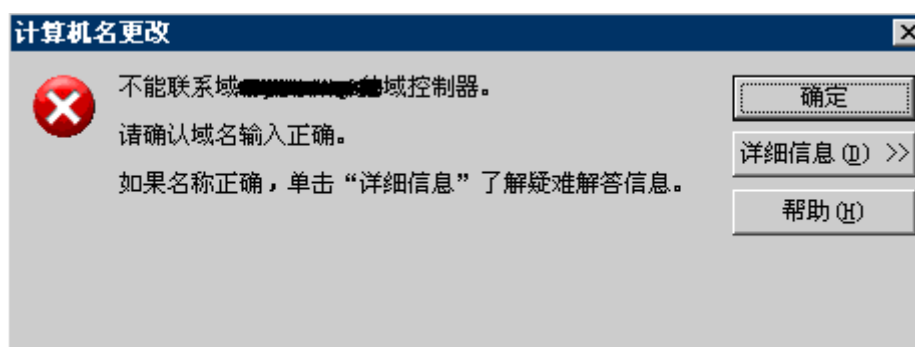 计算机名更改
不能联系域 域控制器。
请确认域名输入正确。
如果名称正确，单击“详细信息”了解疑难解答信息。
确定
详细信息(D) >>
帮助(H)